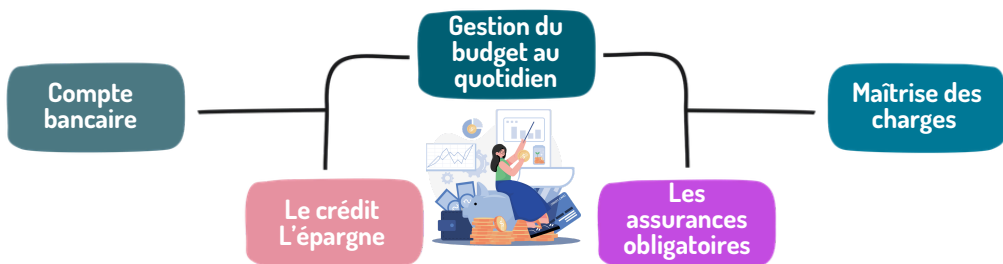 Gestion du
budget au
quotidien
Compte
bancaire
Maîtrise des
charges
Le crédit
L'épargne
Les
assurances
obligatoires